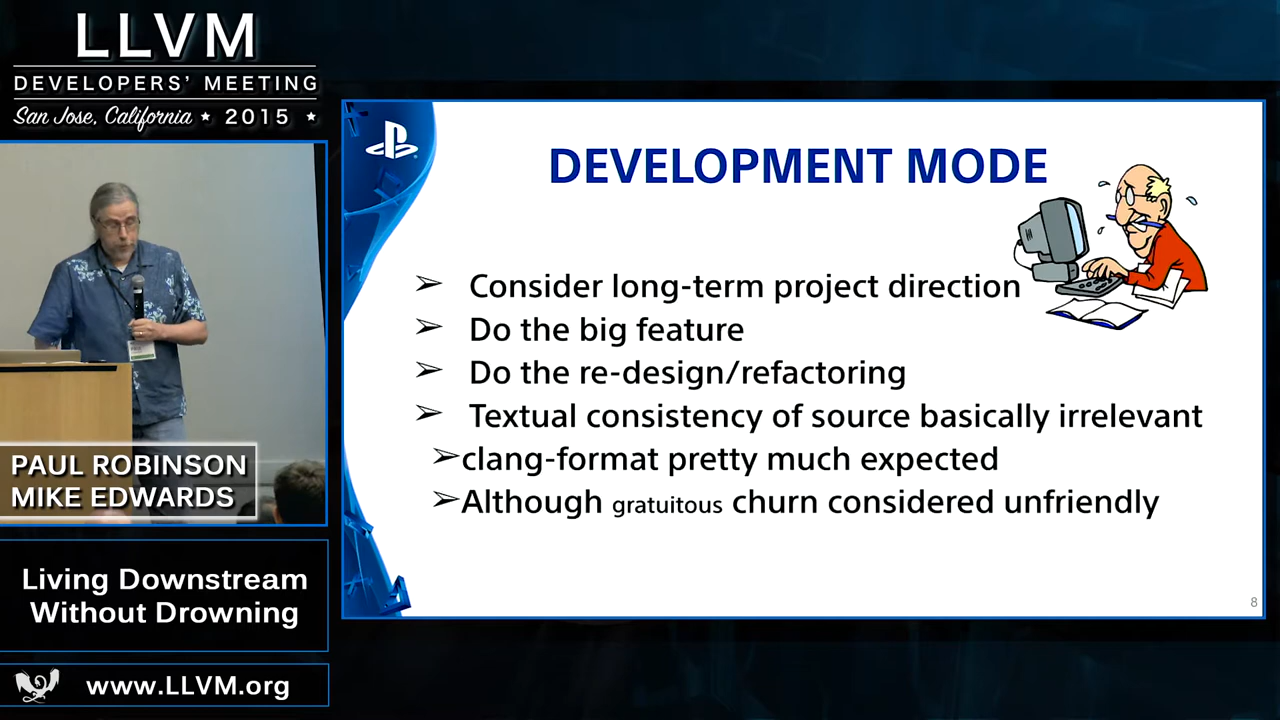 LLVM
DEVELOPERS' MEETING
San Jose, California ★ 2015 ★
PAUL ROBINSON
MIKE EDWARDS
Living Downstream
Without Drowning
www.LLVM.org
DEVELOPMENT MODE
➢ Consider long-term project direction
➢ Do the big feature
➢ Do the re-design/refactoring
➢ Textual consistency of source basically irrelevant
➢clang-format pretty much expected
➢Although gratuitous churn considered unfriendly
8